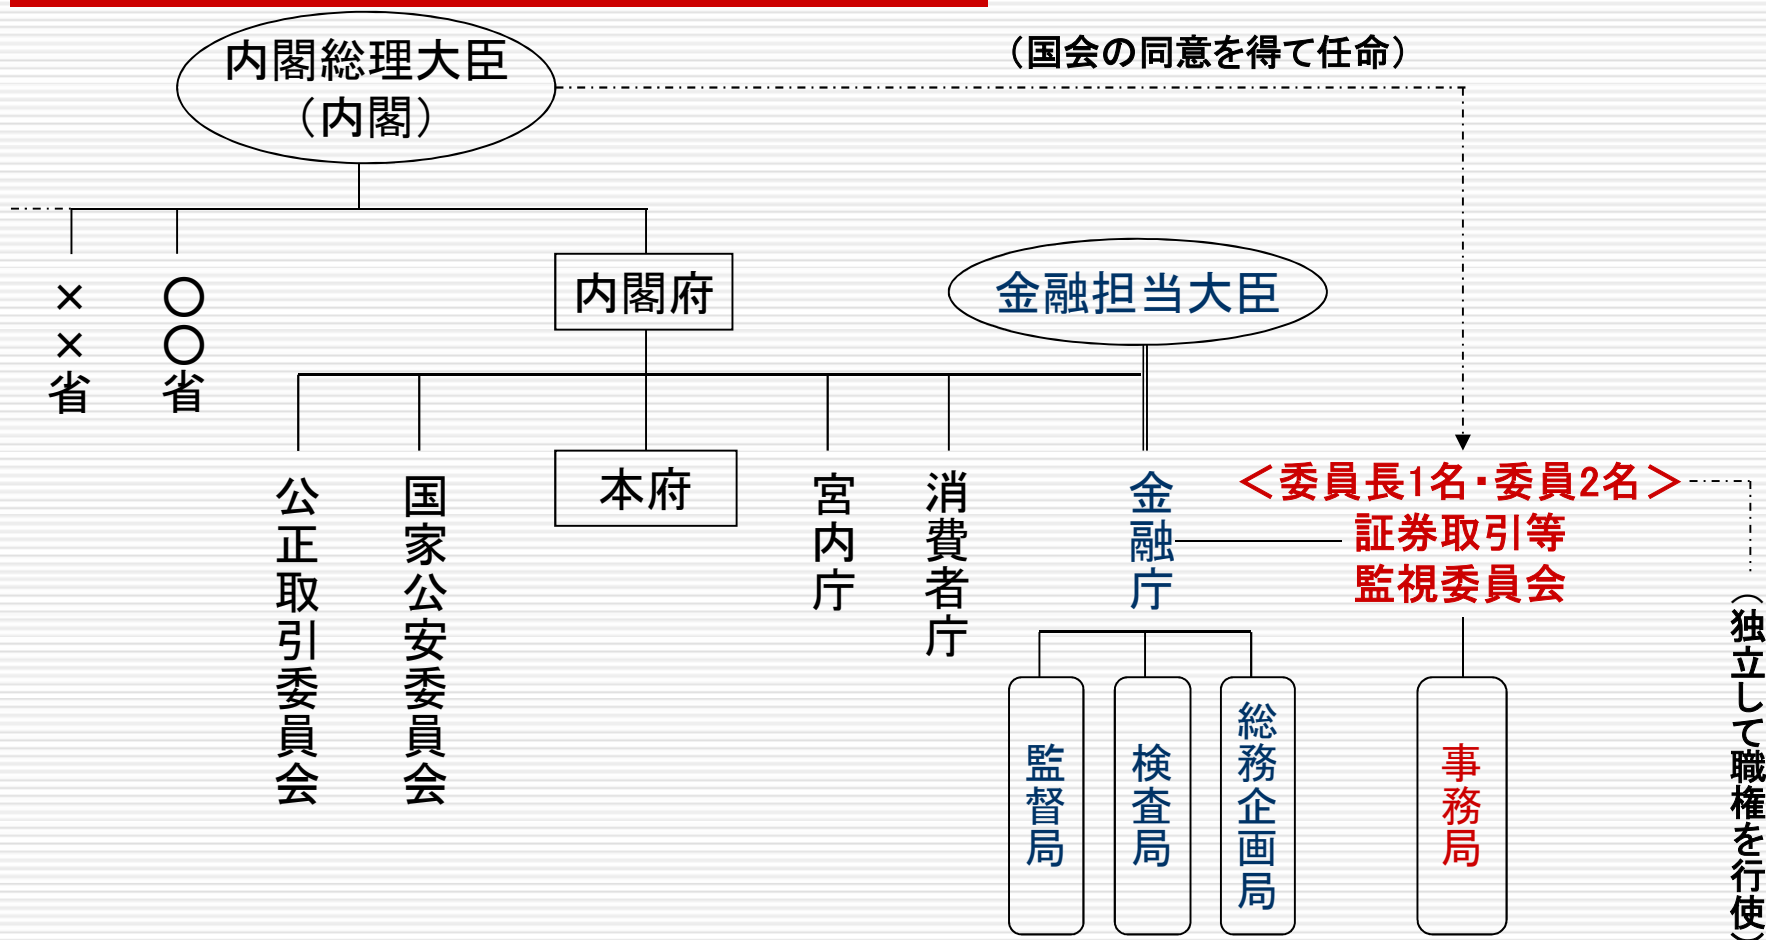 内閣総理大臣
（内閣）
（国会の同意を得て任命）
××省
〇〇省
内閣府
金融担当大臣
公正取引委員会
国家公安委員会
本府
宮内庁
消費者庁
金融庁
＜委員長1名・委員2名＞
証券取引等
監視委員会
（独立して職権を行使）
監督局
検査局
総務企画局
事務局